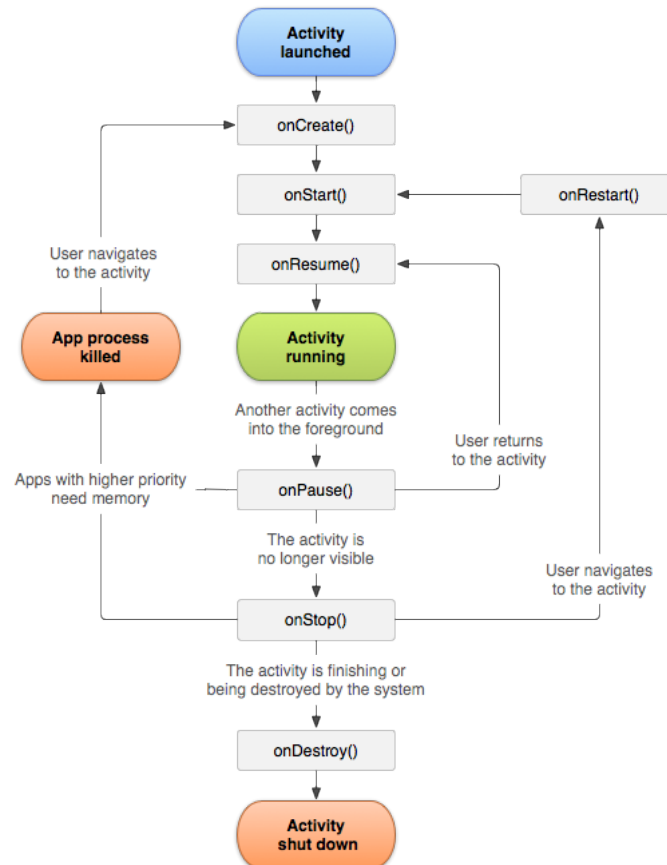 Activity
launched
onCreate()
onStart()
onRestart()
User navigates
to the activity
onResume()
App process
killed
Activity
running
Another activity comes
into the foreground
User returns
to the activity
Apps with higher priority
need memory
onPause()
The activity is
no longer visible
User navigates
to the activity
onStop()
The activity is finishing or
being destroyed by the system
onDestroy()
Activity
shut down